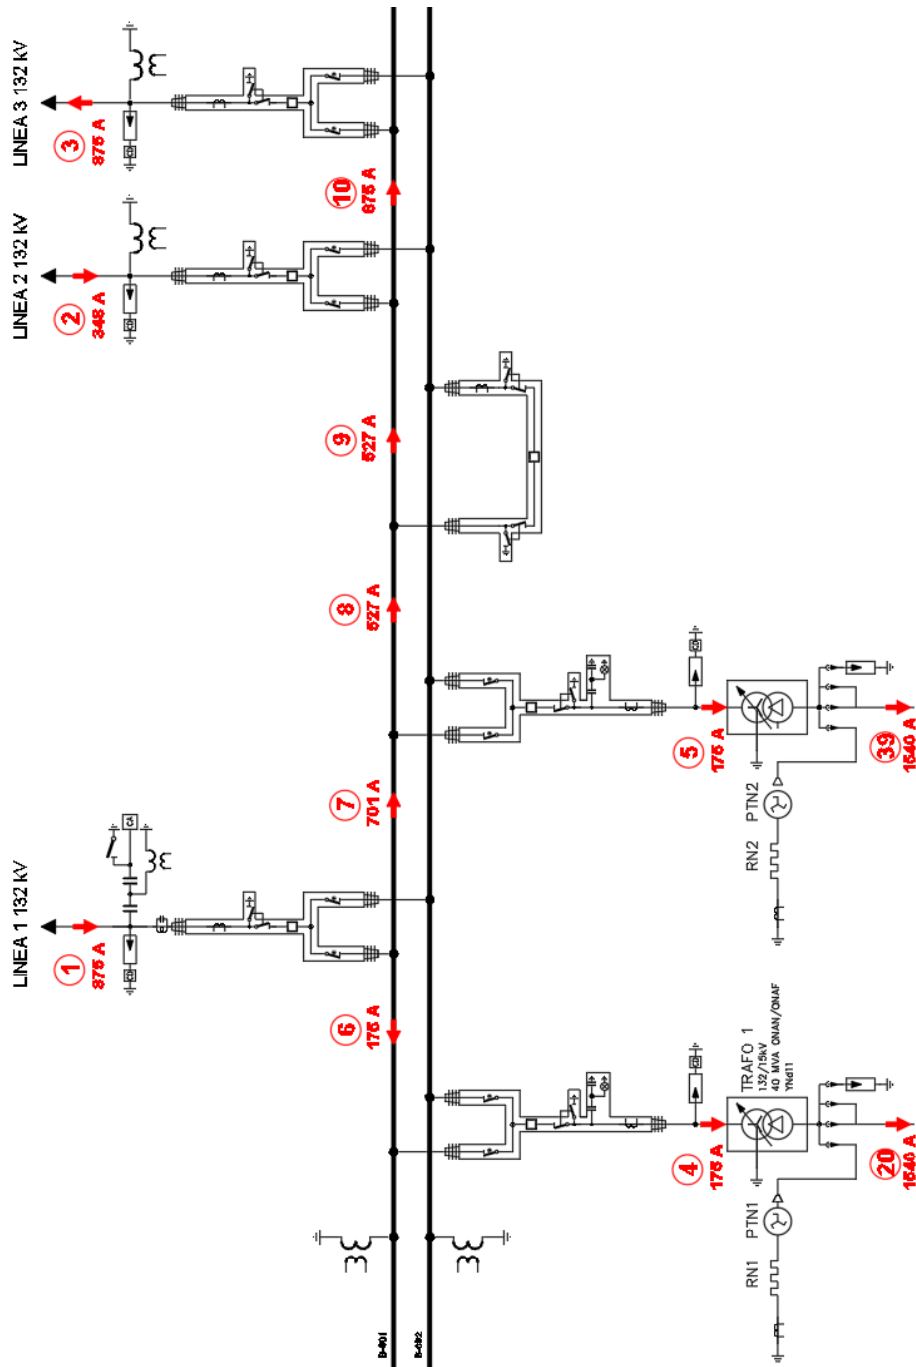 LINEA 3 132 KV
3
875 A
LINEA 2 132 KV
2
348 A
10
875 A
9
527 A
8
527 A
7
701 A
LINEA 1 132 KV
1
875 A
CA
6
175 A
5
175 A
39
1540 A
PTN2
RN2
TRAFO 1
132/15kV
40 MVA ONAN/ONAF
YNd11
4
175 A
20
1540 A
PTN1
RN1